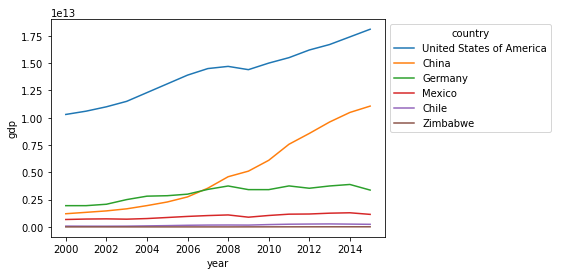 1e13
country
United States of America
China
Germany
Mexico
Chile
Zimbabwe
1.75
1.50
1.25
1.00
0.75
0.50
0.25
0.00
gdp
2000 2002 2004 2006 2008 2010 2012 2014
year